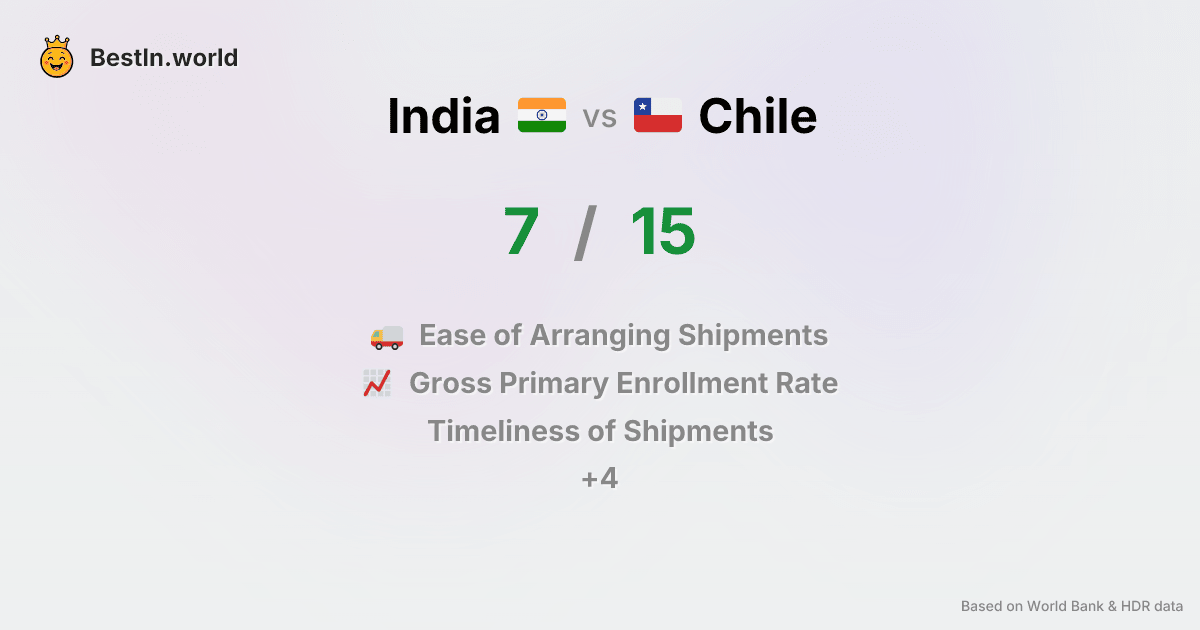 BestIn.world
India vs Chile
7 / 15
Ease of Arranging Shipments
Gross Primary Enrollment Rate
Timeliness of Shipments
+4
Based on World Bank & HDR data